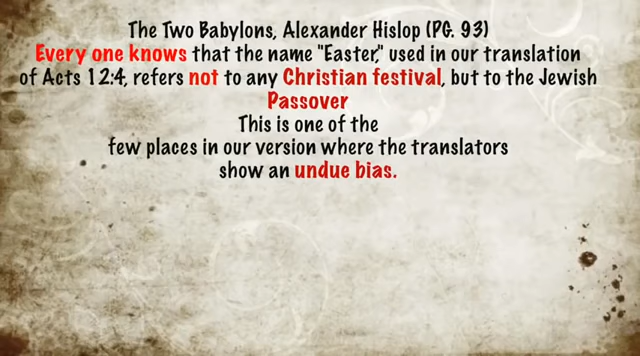 The Two Babylons, Alexander Hislop (PG. 93)
Every one knows that the name "Easter," used in our translation
of Acts 12:4, refers not to any Christian festival, but to the Jewish
Passover
This is one of the
few places in our version where the translators
show an undue bias.